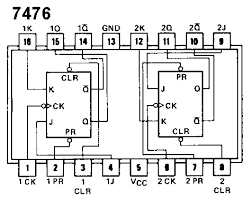 7476
1K 1Q 1Q̅ GND 2K 2Q 2Q̅ 2J
16 15 14 13 12 11 10 9
CLR PR
K Q̅ J Q
CK CK
J Q K Q̅
PR CLR
1 2 3 4 5 6 7 8
1 CK 1 PR 1 CLR 1J VCC 2 CK 2 PR 2 CLR